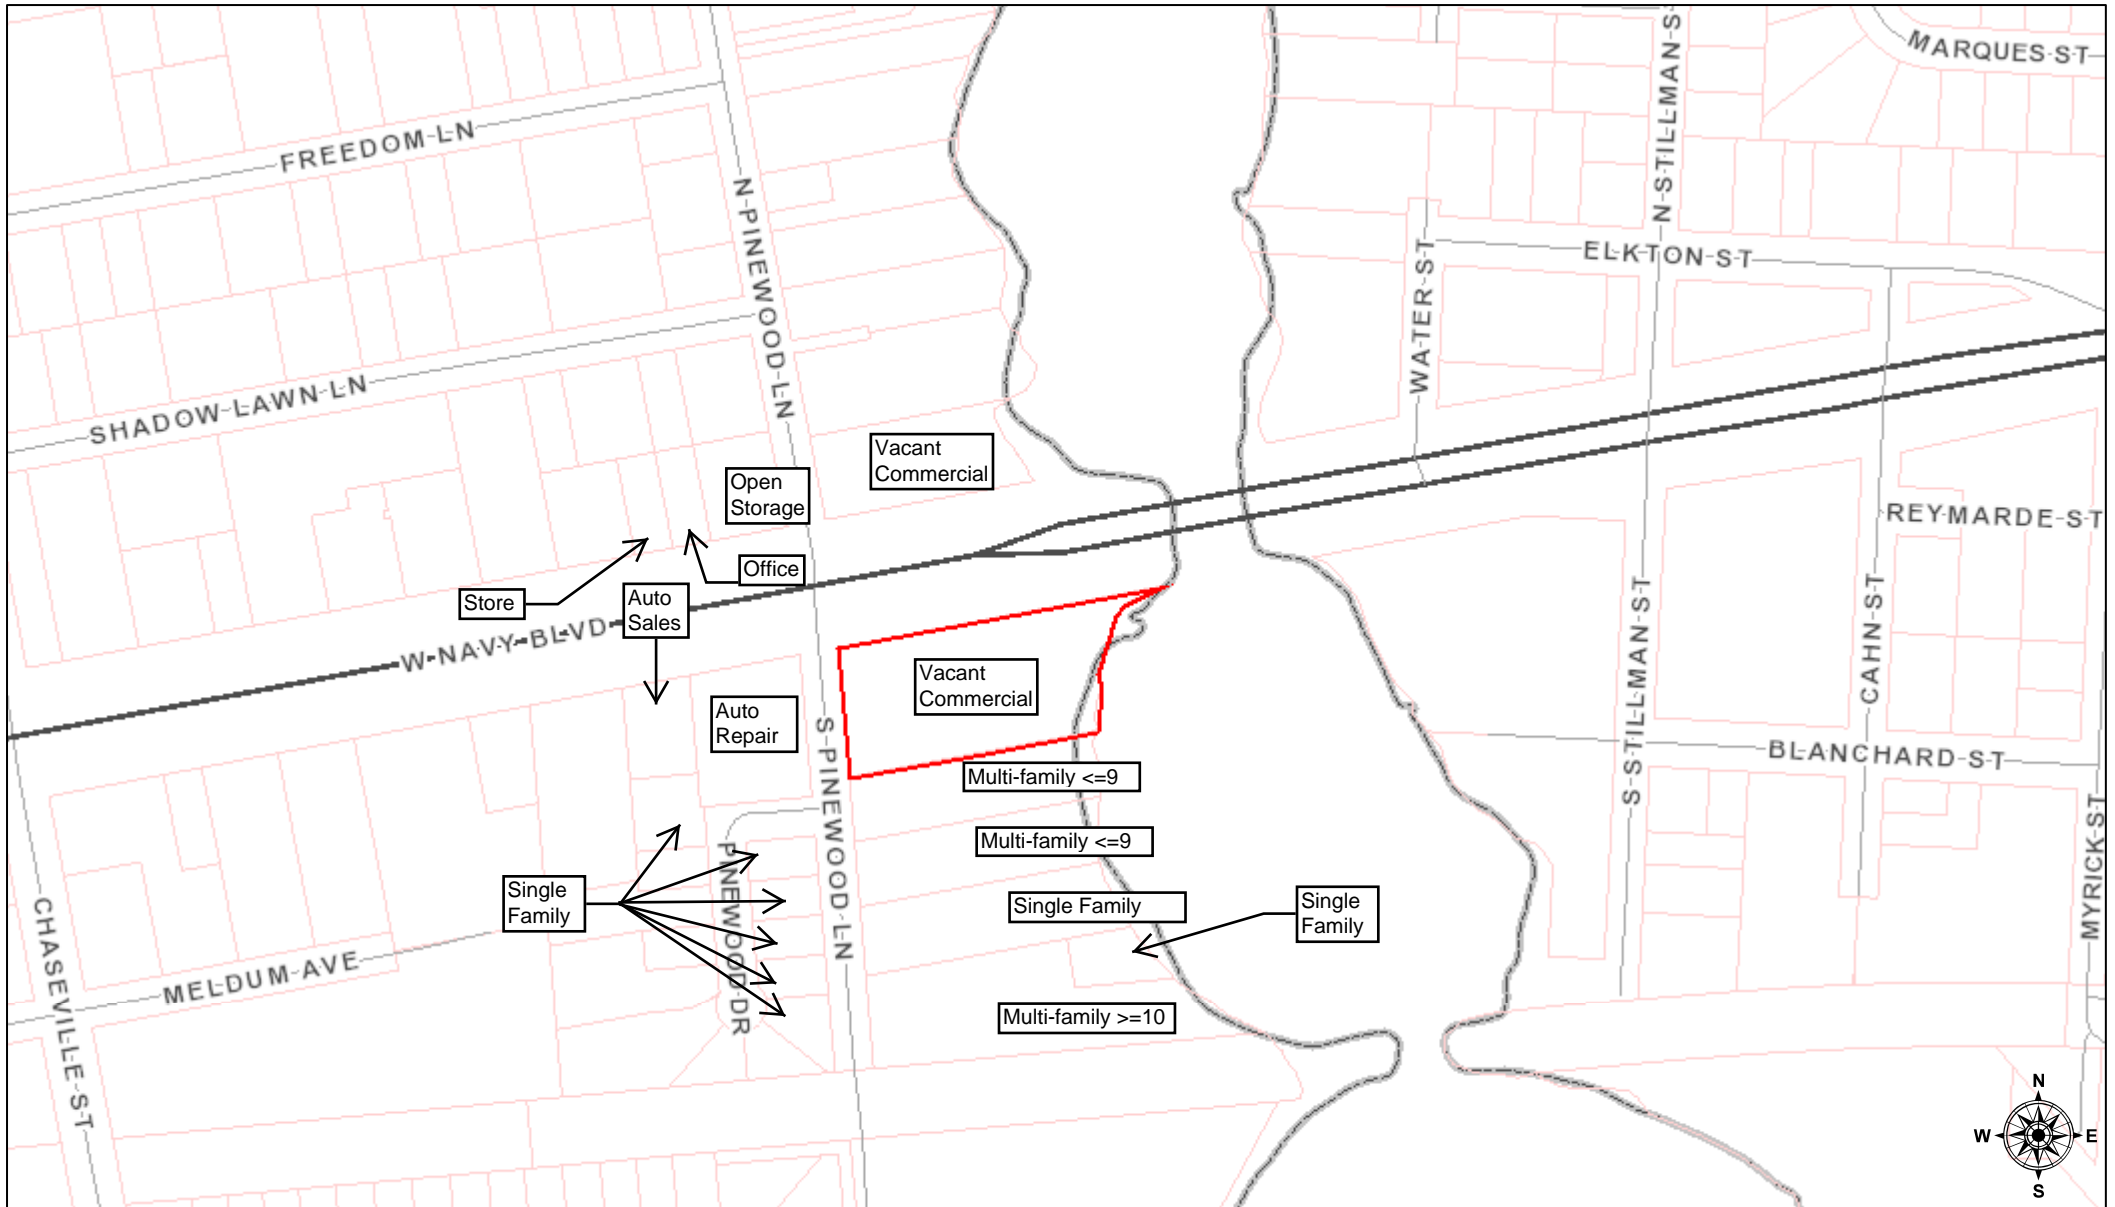 MARQUES ST
FREEDOM LN
N STILLMAN S
N PINEWOOD LN
ELKTON ST
WATER ST
SHADOW LAWN LN
Vacant
Commercial
Open
Storage
REYMARDE ST
Office
Store
Auto
Sales
W NAVY BLVD
Vacant
Commercial
Auto
Repair
S STILLMAN ST
CAHN ST
BLANCHARD ST
S PINEWOOD LN
Multi-family <=9
Multi-family <=9
MYRICK ST
Single
Family
PINEWOOD DR
Single Family
Single
Family
CHASEVILLE ST
MELDUM AVE
Multi-family >=10
N
W
E
S